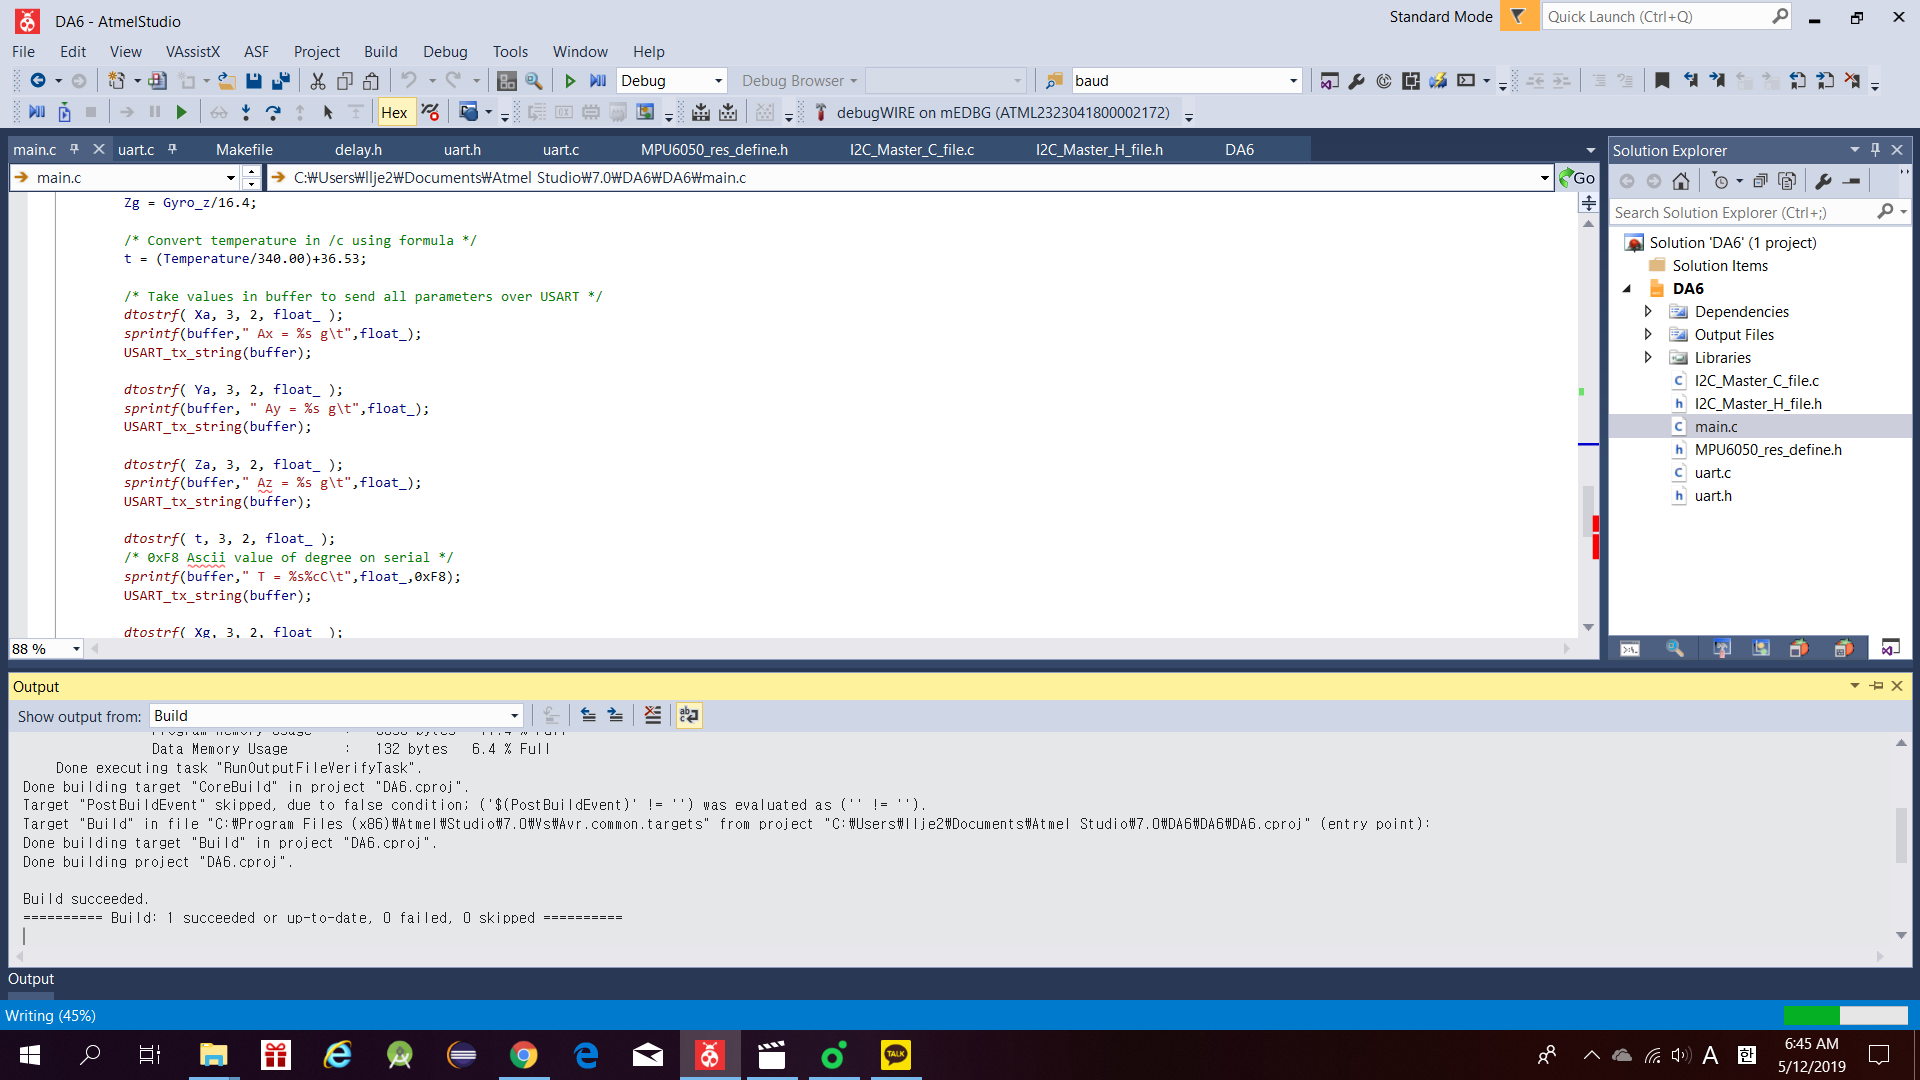 DA6 - AtmelStudio
Standard Mode
Quick Launch (Ctrl+Q)
File Edit View VAssistX ASF Project Build Debug Tools Window Help
Debug Debug Browser baud
Hex debugWIRE on mEDBG (ATML2323041800002172)
main.c uart.c Makefile delay.h uart.h uart.c MPU6050_res_define.h I2C_Master_C_file.c I2C_Master_H_file.h DA6
main.c C:₩Users₩llje2₩Documents₩Atmel Studio₩7.0₩DA6₩DA6₩main.c Go
Zg = Gyro_z/16.4;
/* Convert temperature in /c using formula */
t = (Temperature/340.00)+36.53;
/* Take values in buffer to send all parameters over USART */
dtostrf( Xa, 3, 2, float_ );
sprintf(buffer," Ax = %s g\t",float_);
USART_tx_string(buffer);
dtostrf( Ya, 3, 2, float_ );
sprintf(buffer, " Ay = %s g\t",float_);
USART_tx_string(buffer);
dtostrf( Za, 3, 2, float_ );
sprintf(buffer," Az = %s g\t",float_);
USART_tx_string(buffer);
dtostrf( t, 3, 2, float_ );
/* 0xF8 Ascii value of degree on serial */
sprintf(buffer," T = %s%cC\t",float_,0xF8);
USART_tx_string(buffer);
dtostrf( Xg, 3, 2, float_ );
88 %
Solution Explorer
Search Solution Explorer (Ctrl+;)
Solution 'DA6' (1 project)
Solution Items
DA6
Dependencies
Output Files
Libraries
I2C_Master_C_file.c
I2C_Master_H_file.h
main.c
MPU6050_res_define.h
uart.c
uart.h
Output
Show output from: Build
Program Memory Usage : bytes % Full
Data Memory Usage : 132 bytes 6.4 % Full
Done executing task "RunOutputFileVerifyTask".
Done building target "CoreBuild" in project "DA6.cproj".
Target "PostBuildEvent" skipped, due to false condition; ('$(PostBuildEvent)' != '') was evaluated as ('' != '').
Target "Build" in file "C:₩Program Files (x86)₩Atmel₩Studio₩7.0₩Vs₩Avr.common.targets" from project "C:₩Users₩llje2₩Documents₩Atmel Studio₩7.0₩DA6₩DA6₩DA6.cproj" (entry point):
Done building target "Build" in project "DA6.cproj".
Done building project "DA6.cproj".
Build succeeded.
========== Build: 1 succeeded or up-to-date, 0 failed, 0 skipped ==========
Output
Writing (45%)
TALK
A 한
6:45 AM
5/12/2019